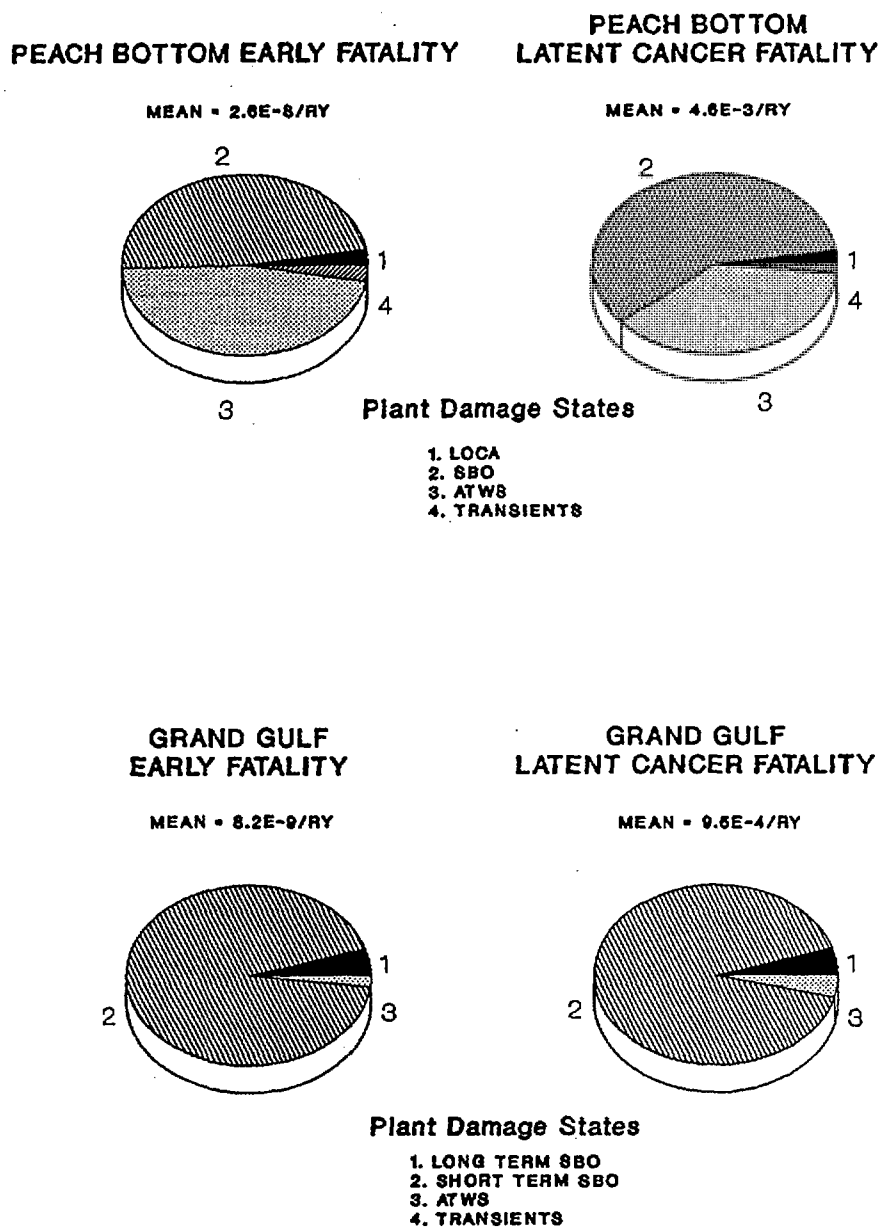 PEACH BOTTOM EARLY FATALITY
MEAN = 2.6E-8/RY
2
1
4
3
PEACH BOTTOM
LATENT CANCER FATALITY
MEAN = 4.6E-3/RY
2
1
4
3
Plant Damage States
1. LOCA
2. SBO
3. ATWS
4. TRANSIENTS
GRAND GULF
EARLY FATALITY
MEAN = 8.2E-9/RY
1
2
3
GRAND GULF
LATENT CANCER FATALITY
MEAN = 9.5E-4/RY
1
2
3
Plant Damage States
1. LONG TERM SBO
2. SHORT TERM SBO
3. ATWS
4. TRANSIENTS